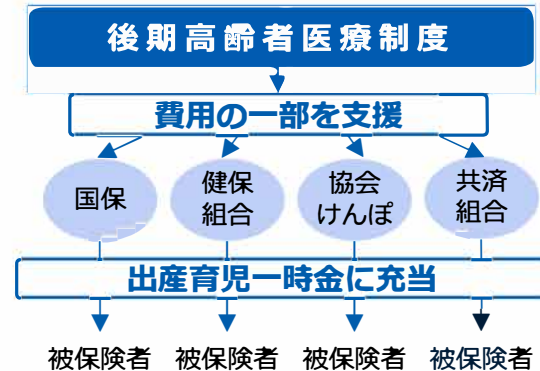 後期高齢者医療制度
費用の一部を支援
国保
健保
組合
協会
けんぽ
共済
組合
出産育児一時金に充当
被保険者 被保険者 被保険者 被保険者